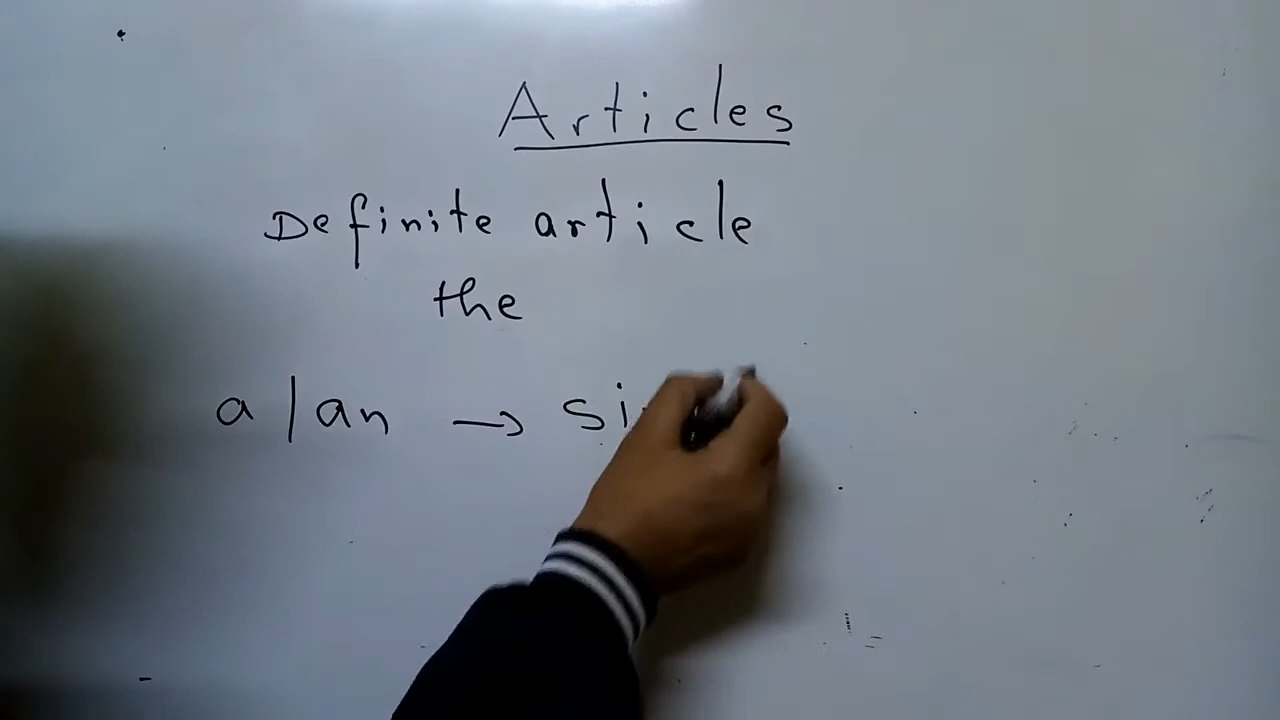 Articles
Definite article
the
a/an → si